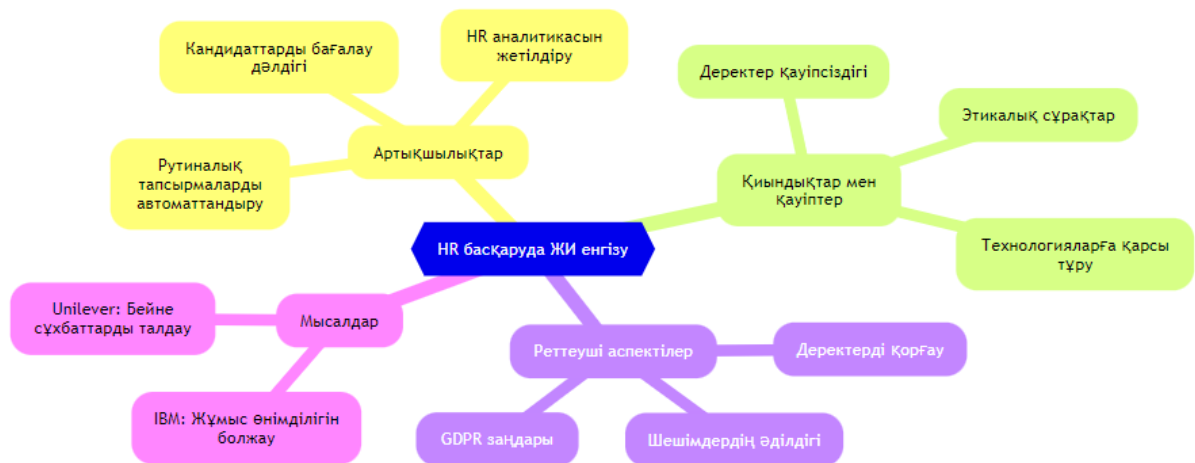 HR басқаруда ЖИ енгізу
Артықшылықтар
Кандидаттарды бағалау
дәлдігі
HR аналитикасын
жетілдіру
Рутиналық
тапсырмаларды
автоматтандыру
Қиындықтар мен
қауіптер
Деректер қауіпсіздігі
Этикалық сұрақтар
Технологияларға қарсы
тұру
Мысалдар
Unilever: Бейне
сұхбаттарды талдау
IBM: Жұмыс өнімділігін
болжау
Реттеуші аспектілер
Деректерді қорғау
GDPR заңдары
Шешімдердің әділдігі